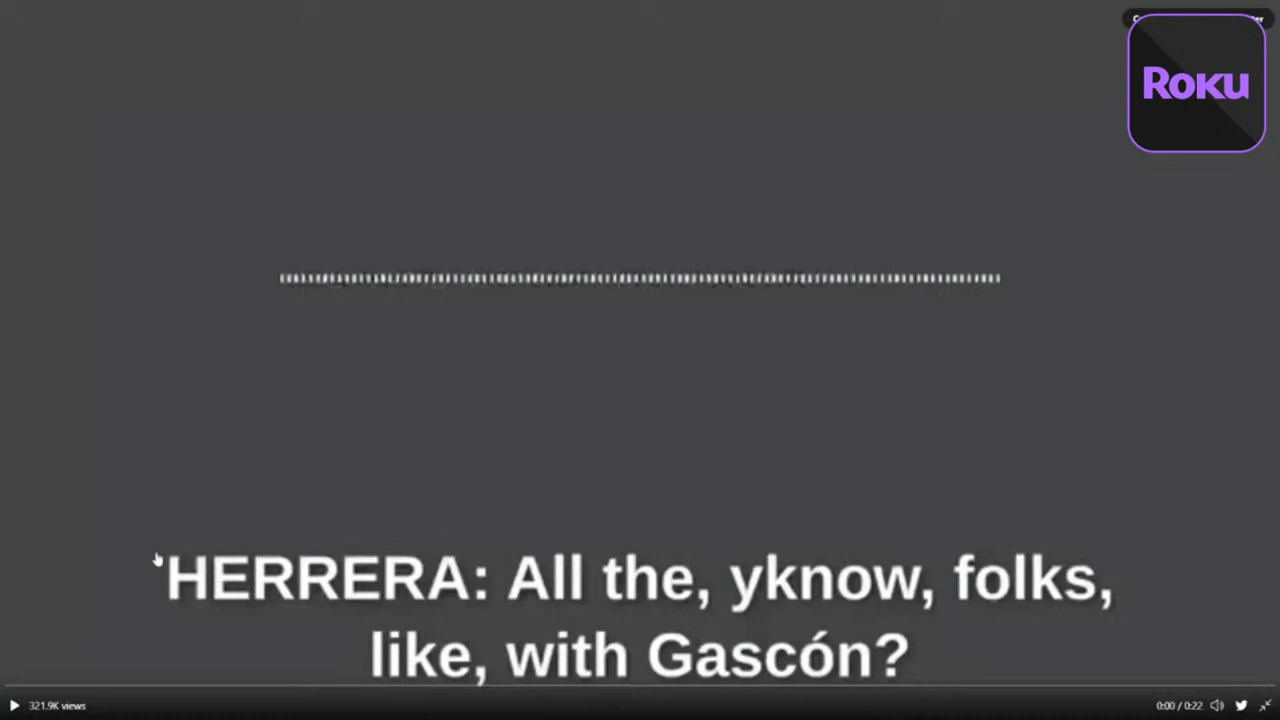 Roku
HERRERA: All the, yknow, folks,
like, with Gascón?
321.9K views
0:00 / 0:22